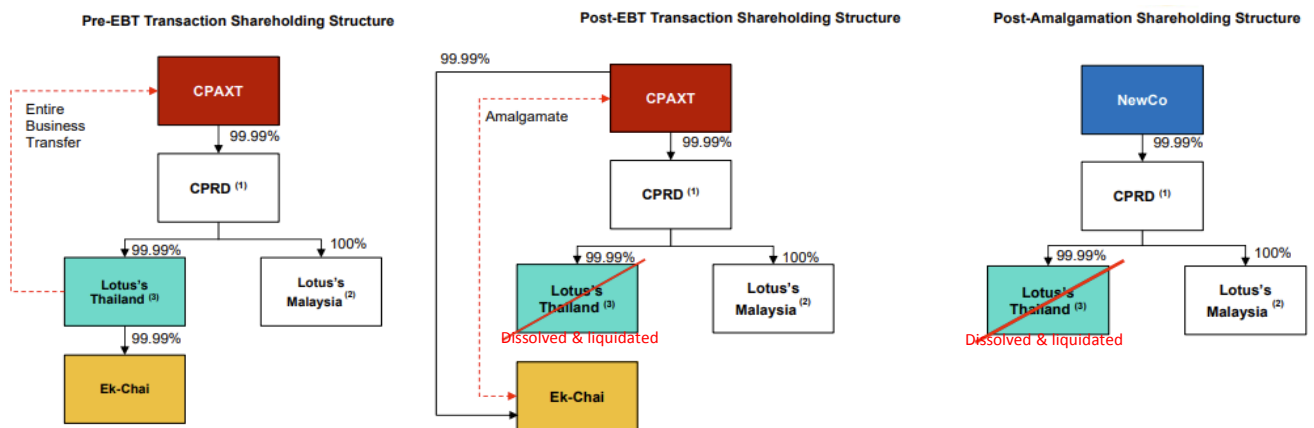 Pre-EBT Transaction Shareholding Structure
CPAXT
Entire
Business
Transfer
99.99%
CPRD (1)
99.99%
100%
Lotus's
Thailand (3)
Lotus's
Malaysia (2)
99.99%
Ek-Chai
Post-EBT Transaction Shareholding Structure
99.99%
CPAXT
Amalgamate
99.99%
CPRD (1)
99.99%
100%
Lotus's
Thailand (3)
Lotus's
Malaysia (2)
Dissolved & liquidated
Ek-Chai
Post-Amalgamation Shareholding Structure
NewCo
99.99%
CPRD (1)
99.99%
100%
Lotus's
Thailand (3)
Lotus's
Malaysia (2)
Dissolved & liquidated